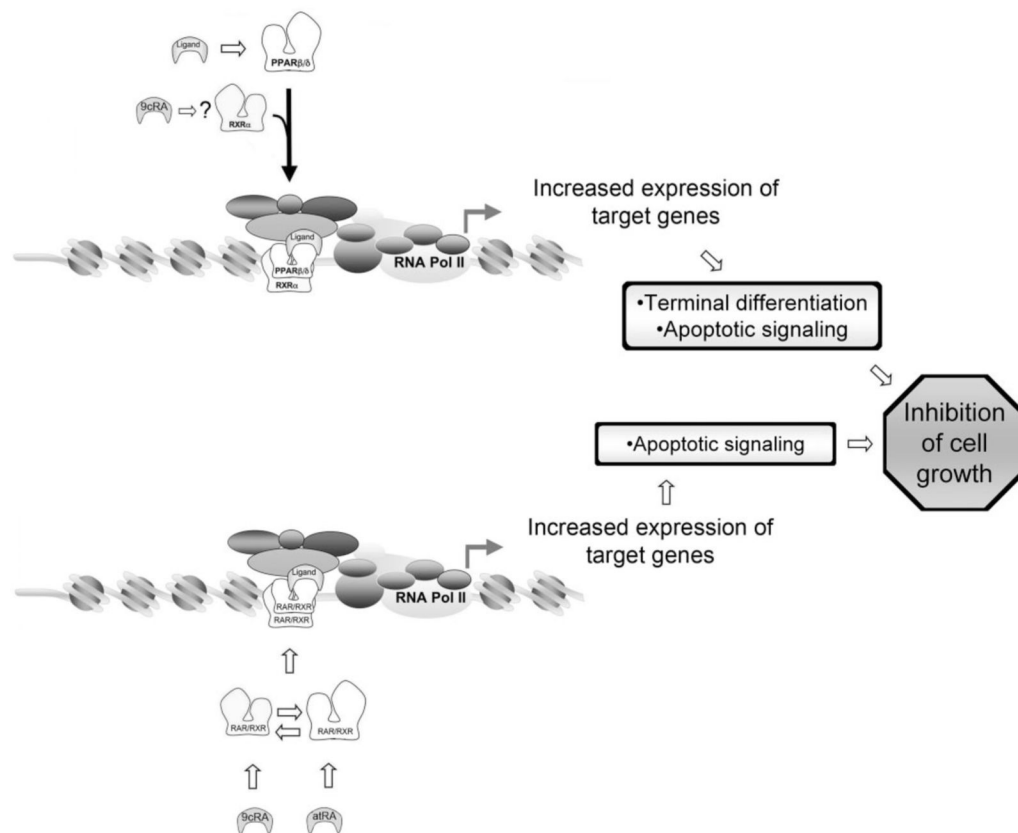 Ligand
PPARβ/δ
9cRA
?
RXRα
Increased expression of
target genes
Ligand
PPARβ/δ
RXRα
RNA Pol II
•Terminal differentiation
•Apoptotic signaling
Inhibition
of cell
growth
•Apoptotic signaling
Increased expression of
target genes
Ligand
RAR/RXR
RAR/RXR
RNA Pol II
RAR/RXR
RAR/RXR
9cRA
atRA